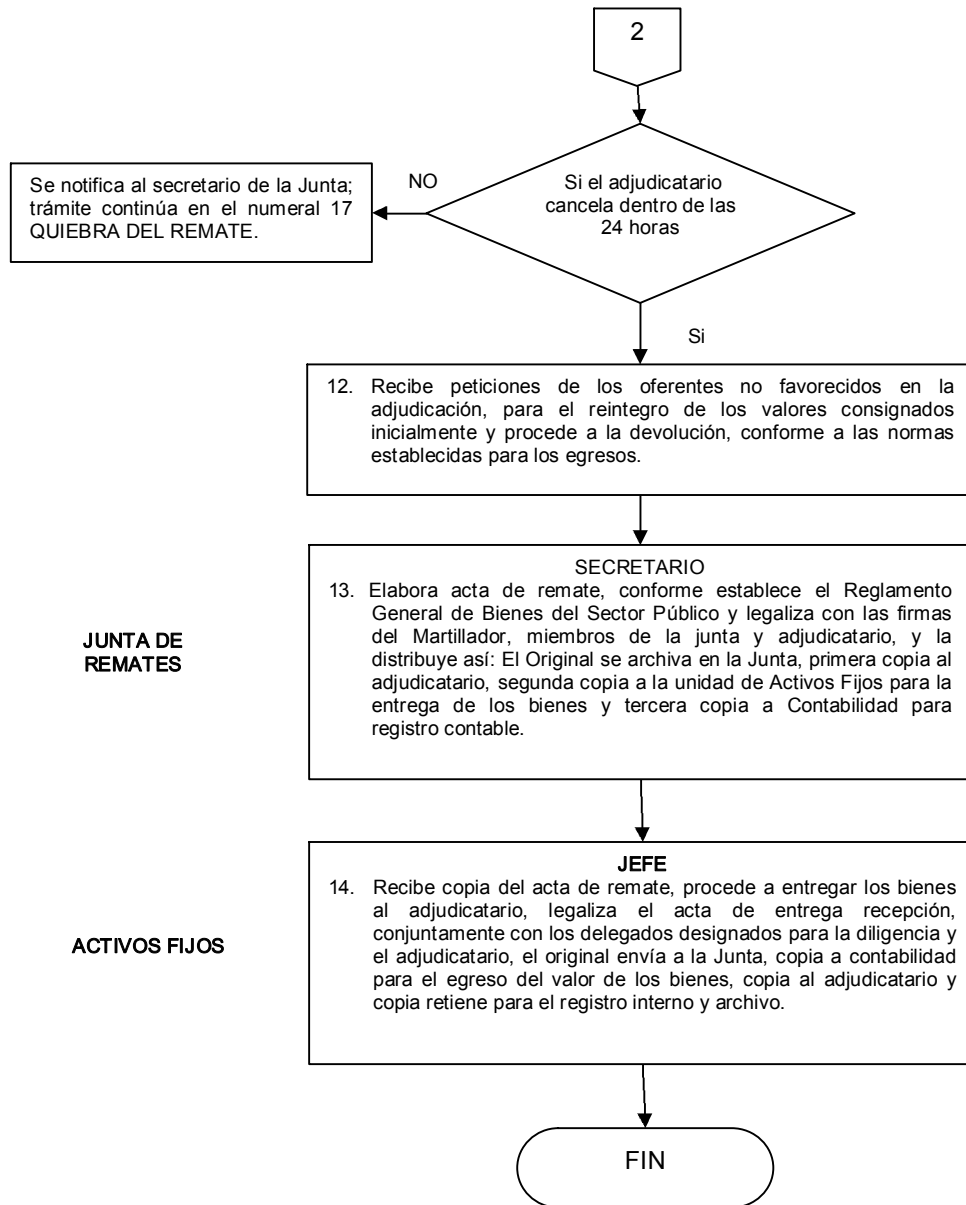 2
Si el adjudicatario
cancela dentro de las
24 horas
NO
Se notifica al secretario de la Junta;
trámite continúa en el numeral 17
QUIEBRA DEL REMATE.
Si
12. Recibe peticiones de los oferentes no favorecidos en la
adjudicación, para el reintegro de los valores consignados
inicialmente y procede a la devolución, conforme a las normas
establecidas para los egresos.
JUNTA DE
REMATES
SECRETARIO
13. Elabora acta de remate, conforme establece el Reglamento
General de Bienes del Sector Público y legaliza con las firmas
del Martillador, miembros de la junta y adjudicatario, y la
distribuye así: El Original se archiva en la Junta, primera copia al
adjudicatario, segunda copia a la unidad de Activos Fijos para la
entrega de los bienes y tercera copia a Contabilidad para
registro contable.
ACTIVOS FIJOS
JEFE
14. Recibe copia del acta de remate, procede a entregar los bienes
al adjudicatario, legaliza el acta de entrega recepción,
conjuntamente con los delegados designados para la diligencia y
el adjudicatario, el original envía a la Junta, copia a contabilidad
para el egreso del valor de los bienes, copia al adjudicatario y
copia retiene para el registro interno y archivo.
FIN